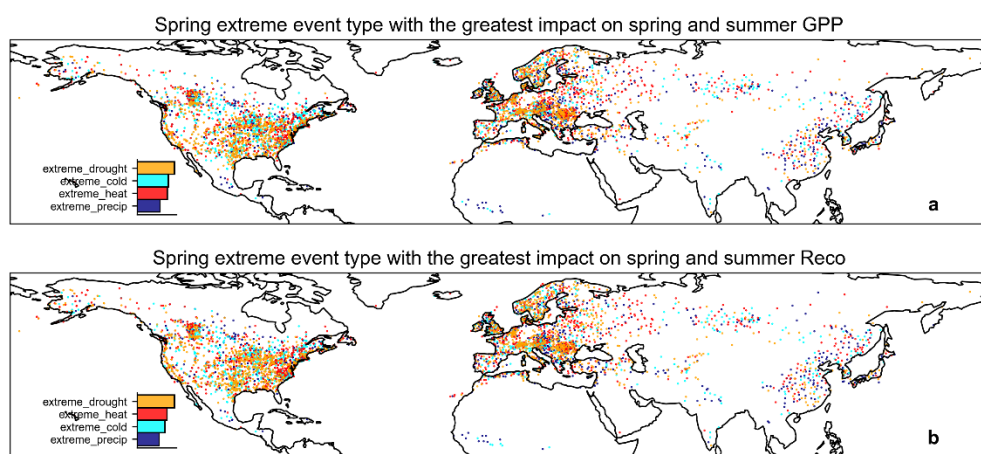 Spring extreme event type with the greatest impact on spring and summer GPP
extreme_drought
extreme_cold
extreme_heat
extreme_precip
a
Spring extreme event type with the greatest impact on spring and summer Reco
extreme_drought
extreme_heat
extreme_cold
extreme_precip
b